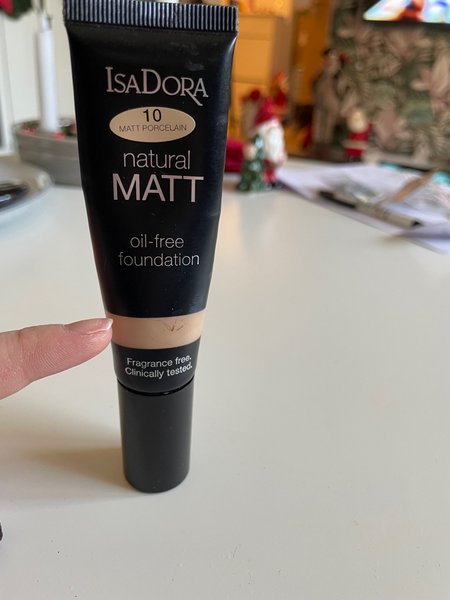 IsaDora
10
MATT PORCELAIN
natural
MATT
oil-free
foundation
Fragrance free.
Clinically tested.